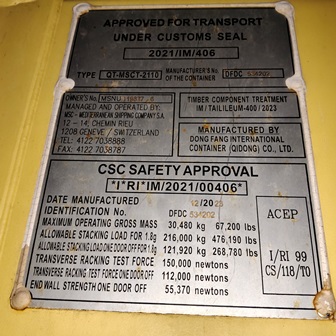 APPROVED FOR TRANSPORT
UNDER CUSTOMS SEAL
2021/IM/406
TYPE QT-MSCT-2110 MANUFACTURER'S No. OF THE CONTAINER DFDC
OWNER'S No. MSNU
MANAGED AND OPERATED BY:
MSC - MEDITERRANEAN SHIPPING COMPANY S.A.
12 - 14, CHEMIN RIEU
1208 GENEVE / SWITZERLAND
TEL: 4122 7038888
FAX: 4122 7038787
TIMBER COMPONENT TREATMENT
IM/TAILILEUM-400/2023
MANUFACTURED BY
DONG FANG INTERNATIONAL
CONTAINER (QIDONG) CO., LTD.
CSC SAFETY APPROVAL
"I"RI"IM/2021/00406"
DATE MANUFACTURED 12/2023
IDENTIFICATION No. DFDC 534202
MAXIMUM OPERATING GROSS MASS 30,480 kg 67,200 lbs
ALLOWABLE STACKING LOAD FOR 1.8g 216,000 kg 476,190 lbs
ALLOWABLE STACKING LOAD ONE DOOR OFF FOR 1.8g 121,920 kg 268,780 lbs
TRANSVERSE RACKING TEST FORCE 150,000 newtons
TRANSVERSE RACKING TEST FORCE ONE DOOR OFF 112,000 newtons
END WALL STRENGTH ONE DOOR OFF 55,370 newtons
ACEP
I/RI 99
CS/118/T0